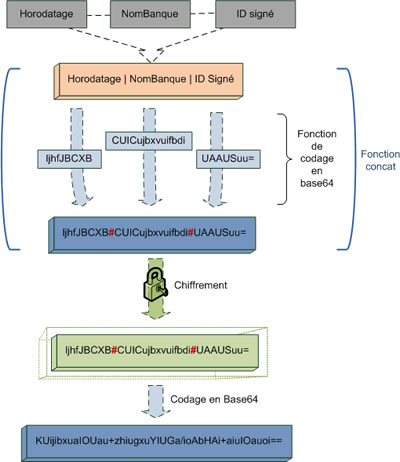 Horodatage
NomBanque
ID signé
Horodatage | NomBanque | ID Signé
IjhfJBCXB
CUICujbxvuifbdi
UAAUSuu=
Fonction
de
codage
en
base64
Fonction
concat
IjhfJBCXB#CUICujbxvuifbdi#UAAUSuu=
Chiffrement
IjhfJBCXB#CUICujbxvuifbdi#UAAUSuu=
Codage en Base64
KUijibxuaIOUau+zhiugxuYIUGa/ioAbHAi+aiuIOauoi==